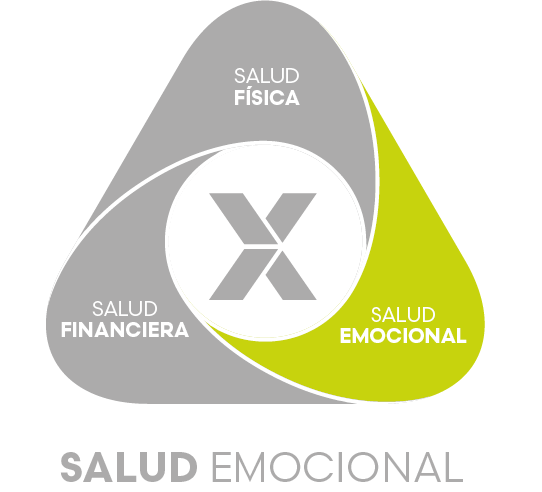 SALUD
FÍSICA
SALUD
FINANCIERA
SALUD
EMOCIONAL
SALUD EMOCIONAL